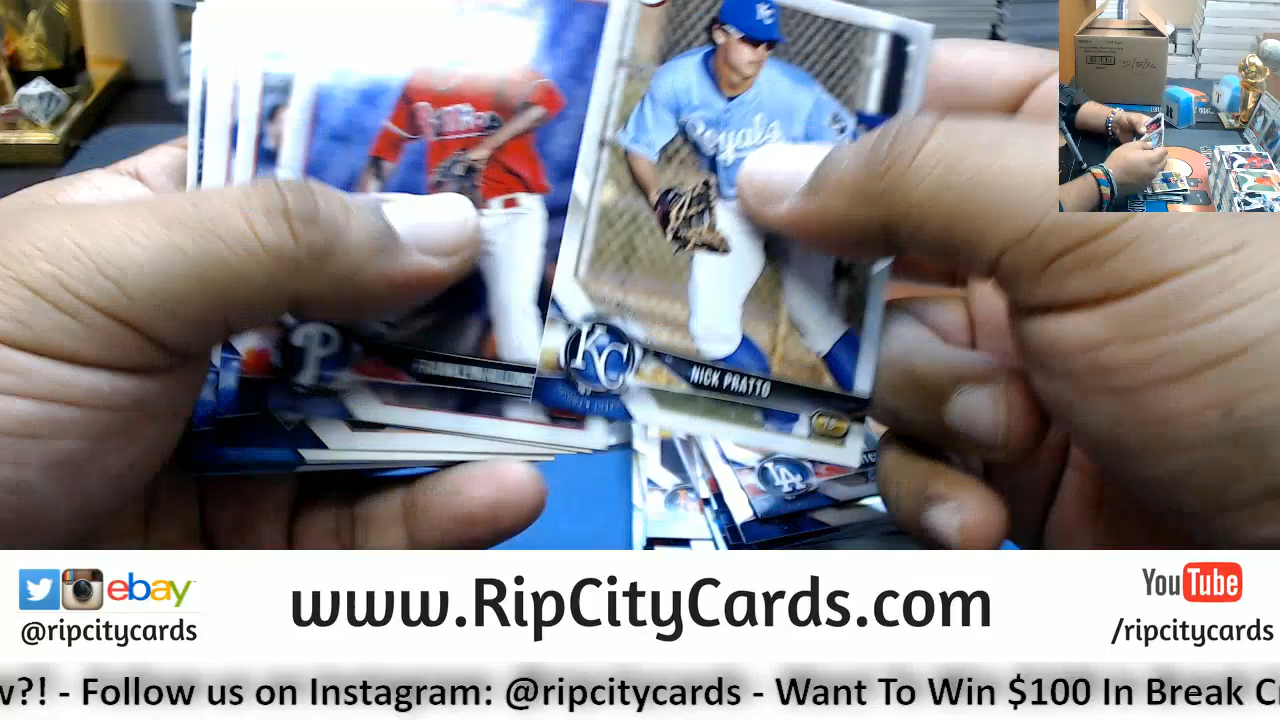 KC
Royals
P
KC
NICK PRATTO
LA
ebay
www.RipCityCards.com
YouTube
@ripcitycards
/ripcitycards
w?! - Follow us on Instagram: @ripcitycards - Want To Win $100 In Break C